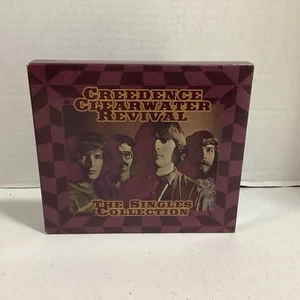 Creedence
Clearwater
Revival
The Singles
Collection